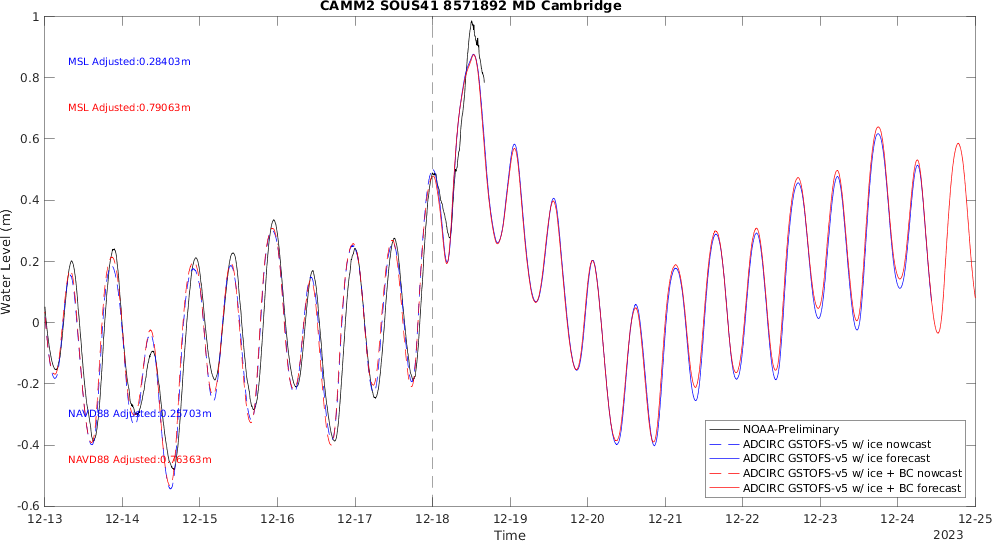 CAMM2 SOUS41 8571892 MD Cambridge
1
0.8
0.6
0.4
0.2
0
-0.2
-0.4
-0.6
Water Level (m)
MSL Adjusted:0.28403m
MSL Adjusted:0.79063m
NAVD88 Adjusted:0.25703m
NAVD88 Adjusted:0.76363m
NOAA-Preliminary
ADCIRC GSTOFS-v5 w/ ice nowcast
ADCIRC GSTOFS-v5 w/ ice forecast
ADCIRC GSTOFS-v5 w/ ice + BC nowcast
ADCIRC GSTOFS-v5 w/ ice + BC forecast
12-13 12-14 12-15 12-16 12-17 12-18 12-19 12-20 12-21 12-22 12-23 12-24 12-25
Time
2023